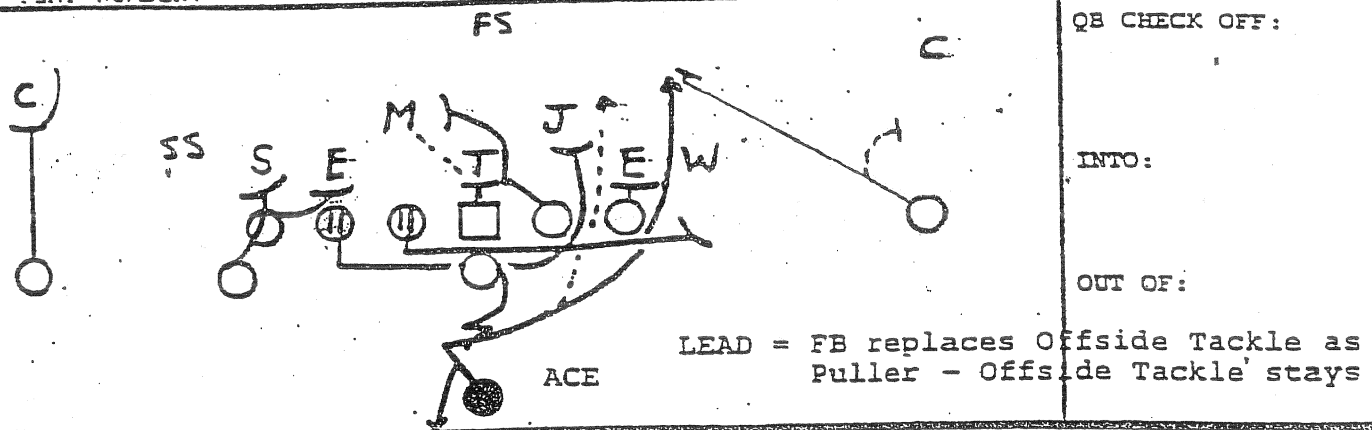 FS
C
QB CHECK OFF:
C
M
J
SS
S
E
T
E
W
INTO:
OUT OF:
LEAD = FB replaces Offside Tackle as
Puller - Offside Tackle stays
ACE